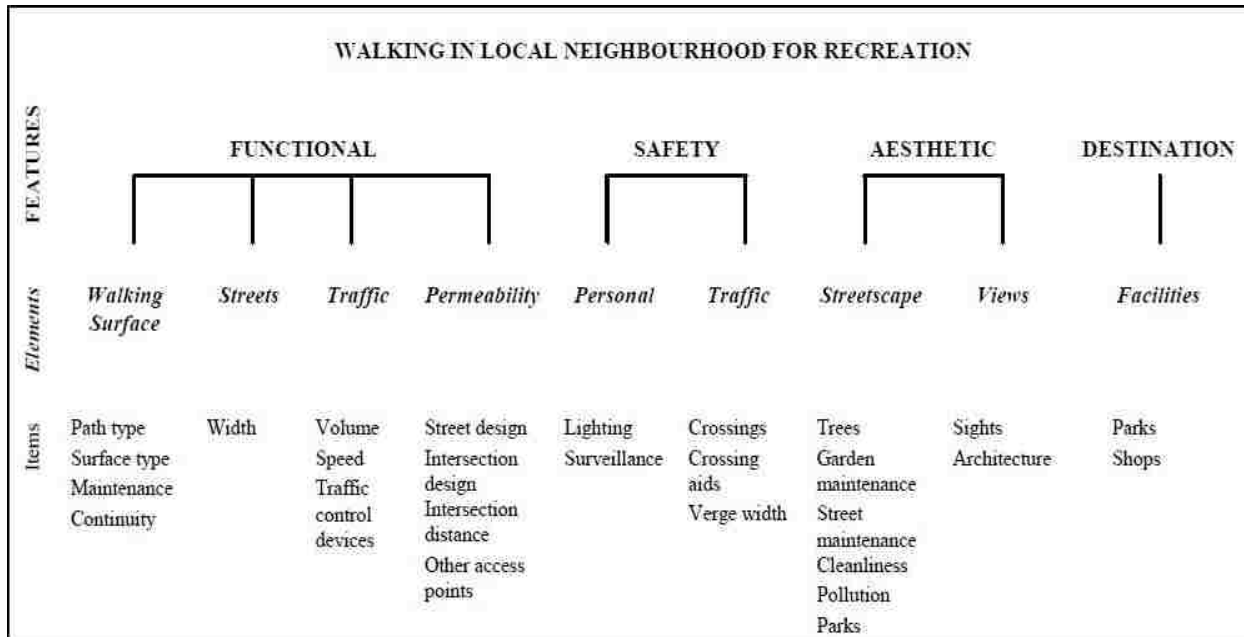 WALKING IN LOCAL NEIGHBOURHOOD FOR RECREATION
FEATURES
FUNCTIONAL
SAFETY
AESTHETIC
DESTINATION
Elements
Walking
Surface
Streets
Traffic
Permeability
Personal
Traffic
Streetscape
Views
Facilities
Items
Path type
Surface type
Maintenance
Continuity
Width
Volume
Speed
Traffic
control
devices
Street design
Intersection
design
Intersection
distance
Other access
points
Lighting
Surveillance
Crossings
Crossing
aids
Verge width
Trees
Garden
maintenance
Street
maintenance
Cleanliness
Pollution
Parks
Sights
Architecture
Parks
Shops